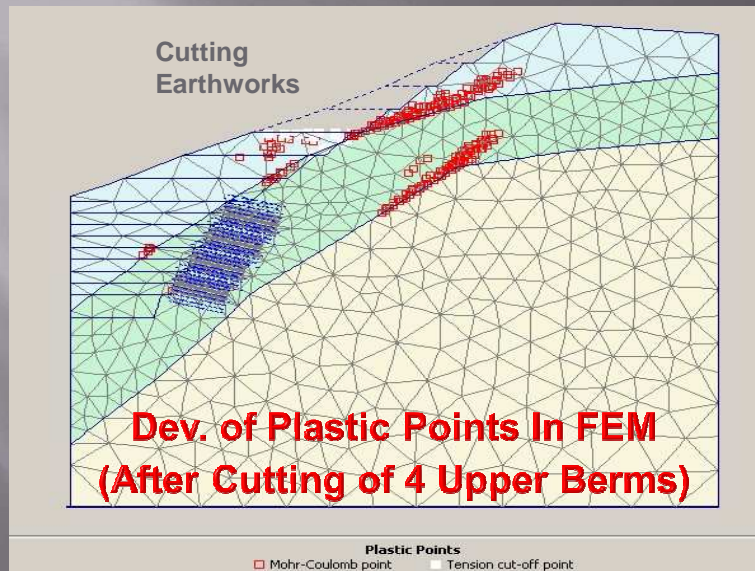 Cutting
Earthworks
Dev. of Plastic Points In FEM
(After Cutting of 4 Upper Berms)
Plastic Points
Mohr-Coulomb point Tension cut-off point